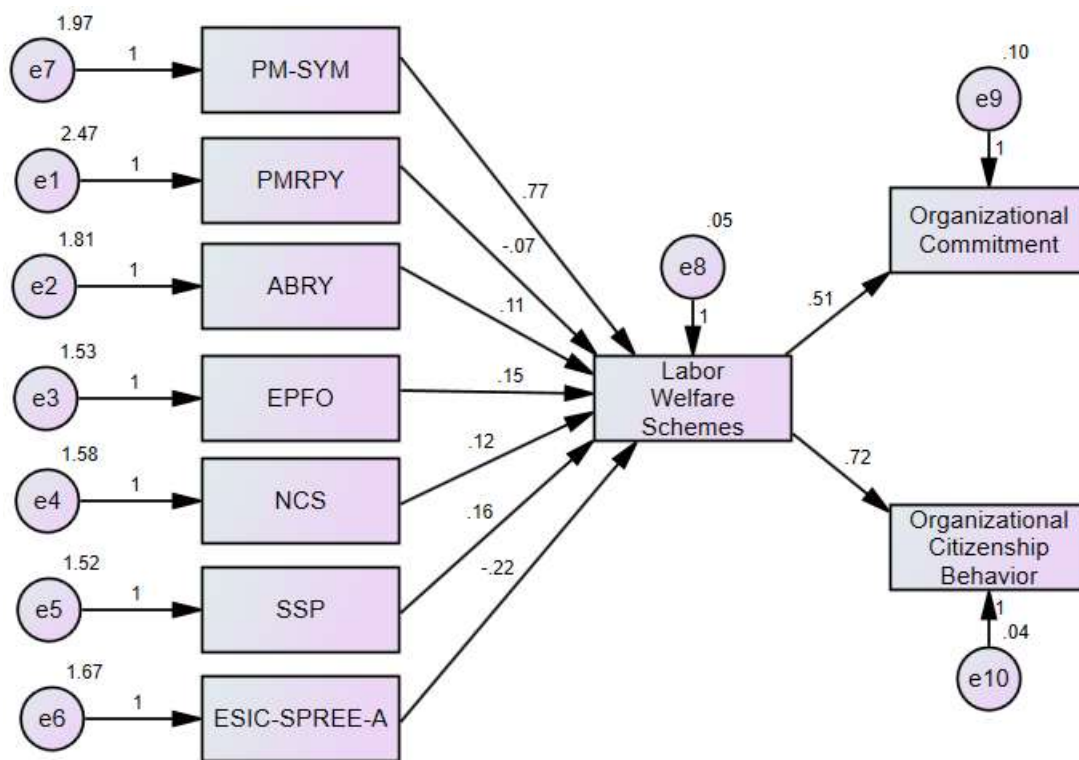 1.97
e7
1
PM-SYM
2.47
e1
1
PMRPY
1.81
e2
1
ABRY
1.53
e3
1
EPFO
1.58
e4
1
NCS
1.52
e5
1
SSP
1.67
e6
1
ESIC-SPREE-A
.77
-.07
.11
.15
.12
.16
-.22
.05
e8
1
Labor
Welfare
Schemes
.51
.72
.10
e9
1
Organizational
Commitment
Organizational
Citizenship
Behavior
1
.04
e10